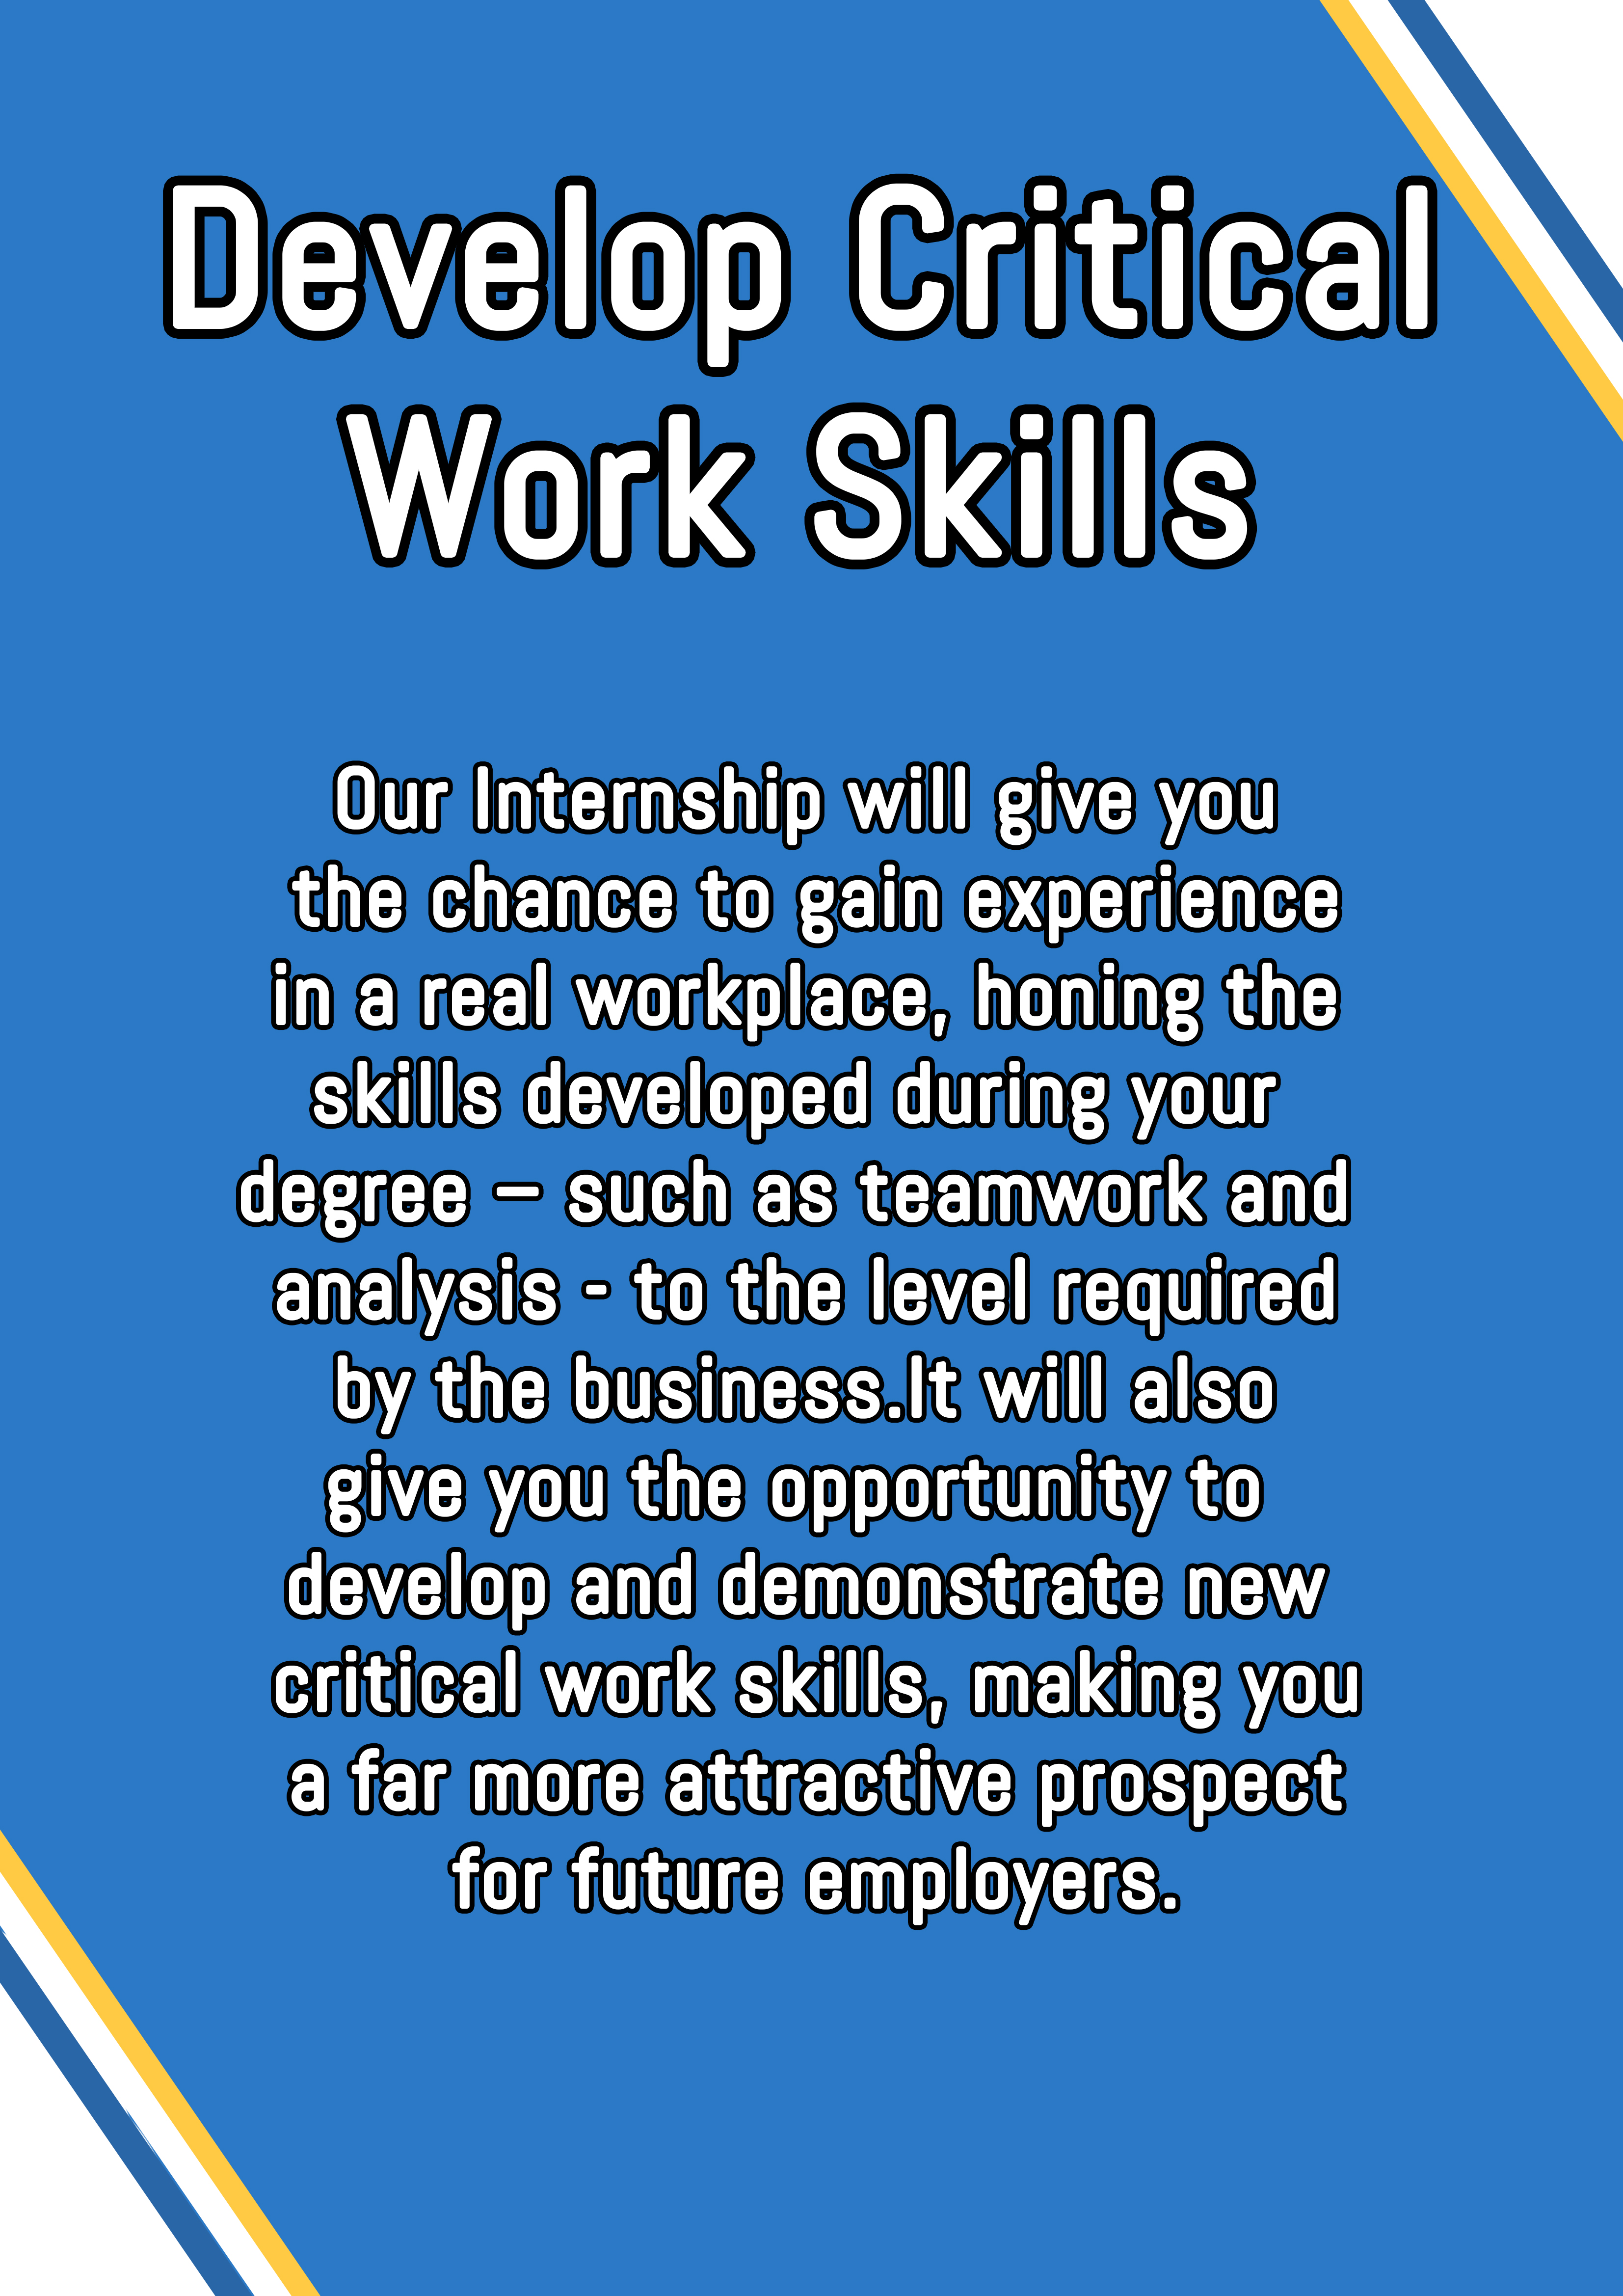 Develop Critical
Work Skills
Our Internship will give you
the chance to gain experience
in a real workplace, honing the
skills developed during your
degree – such as teamwork and
analysis - to the level required
by the business.It will also
give you the opportunity to
develop and demonstrate new
critical work skills, making you
a far more attractive prospect
for future employers.